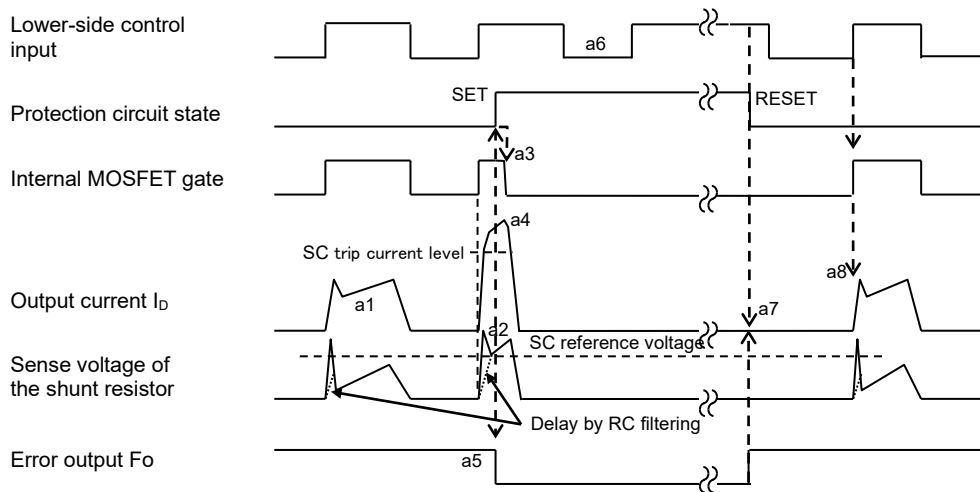 Lower-side control
input
a6
SET
RESET
Protection circuit state
a3
Internal MOSFET gate
a4
SC trip current level
a8
Output current ID
a1
a7
a2
SC reference voltage
Sense voltage of
the shunt resistor
Delay by RC filtering
Error output Fo
a5